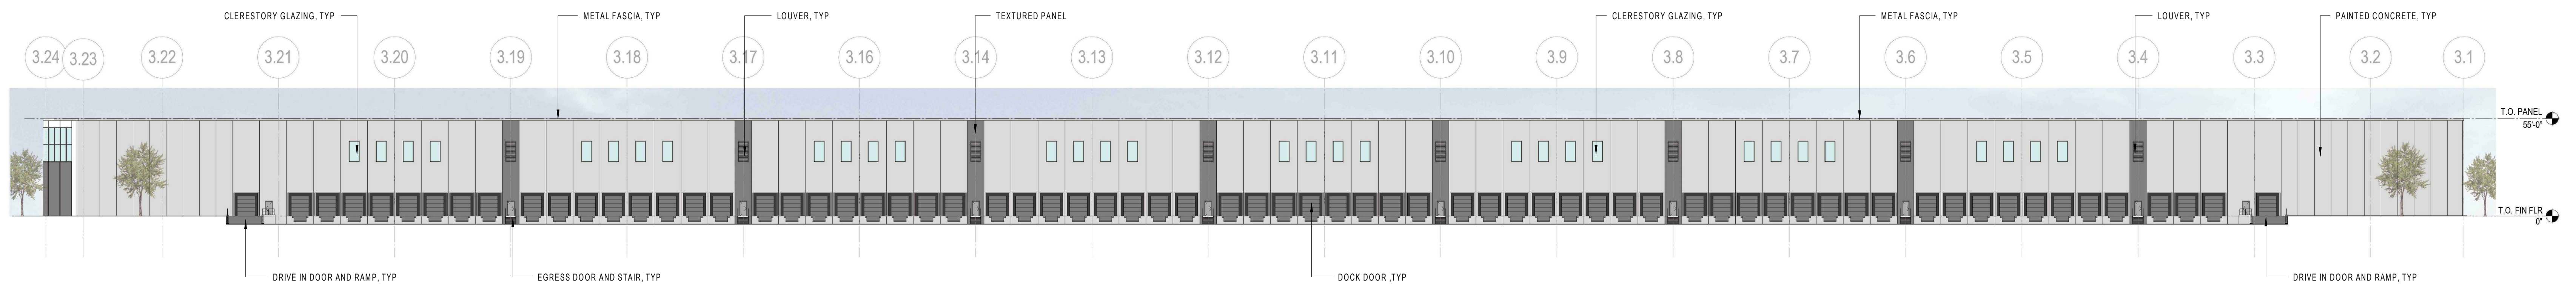 CLERESTORY GLAZING, TYP
METAL FASCIA, TYP
LOUVER, TYP
TEXTURED PANEL
CLERESTORY GLAZING, TYP
METAL FASCIA, TYP
LOUVER, TYP
PAINTED CONCRETE, TYP
3.24
3.23
3.22
3.21
3.20
3.19
3.18
3.17
3.16
3.14
3.13
3.12
3.11
3.10
3.9
3.8
3.7
3.6
3.5
3.4
3.3
3.2
3.1
T.O. PANEL
55'-0"
T.O. FIN FLR
0"
DRIVE IN DOOR AND RAMP, TYP
EGRESS DOOR AND STAIR, TYP
DOCK DOOR ,TYP
DRIVE IN DOOR AND RAMP, TYP